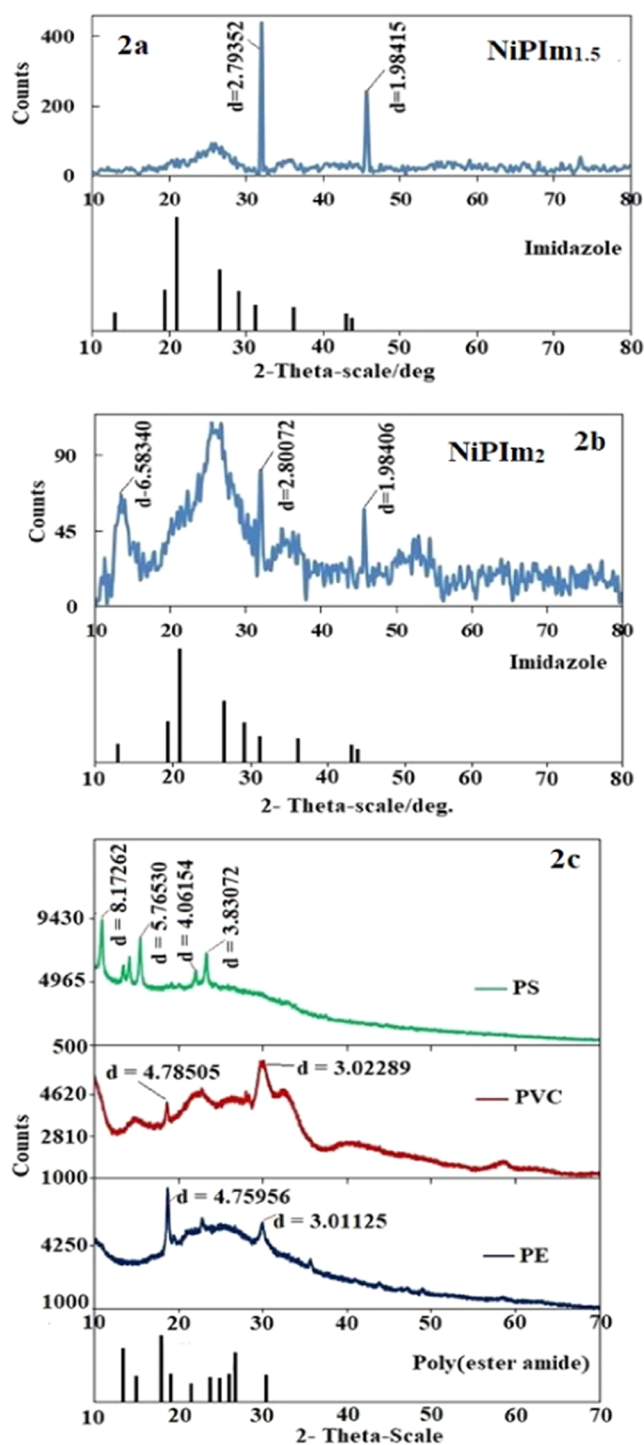 2a
NiPIm1.5
d=2.79352
d=1.98415
Counts
400
200
0
10 20 30 40 50 60 70 80
Imidazole
10 20 30 40 50 60 70 80
2-Theta-scale/deg
2b
NiPIm2
d-6.58340
d=2.80072
d=1.98406
Counts
90
45
0
10 20 30 40 50 60 70 80
Imidazole
10 20 30 40 50 60 70 80
2- Theta-scale/deg.
2c
d = 8.17262
d = 5.76530
d = 4.06154
d = 3.83072
9430
4965
500
PS
d = 4.78505
d = 3.02289
4620
2810
1000
PVC
Counts
d = 4.75956
d = 3.01125
4250
1000
PE
10 20 30 40 50 60 70
Poly(ester amide)
10 20 30 40 50 60 70
2- Theta-Scale